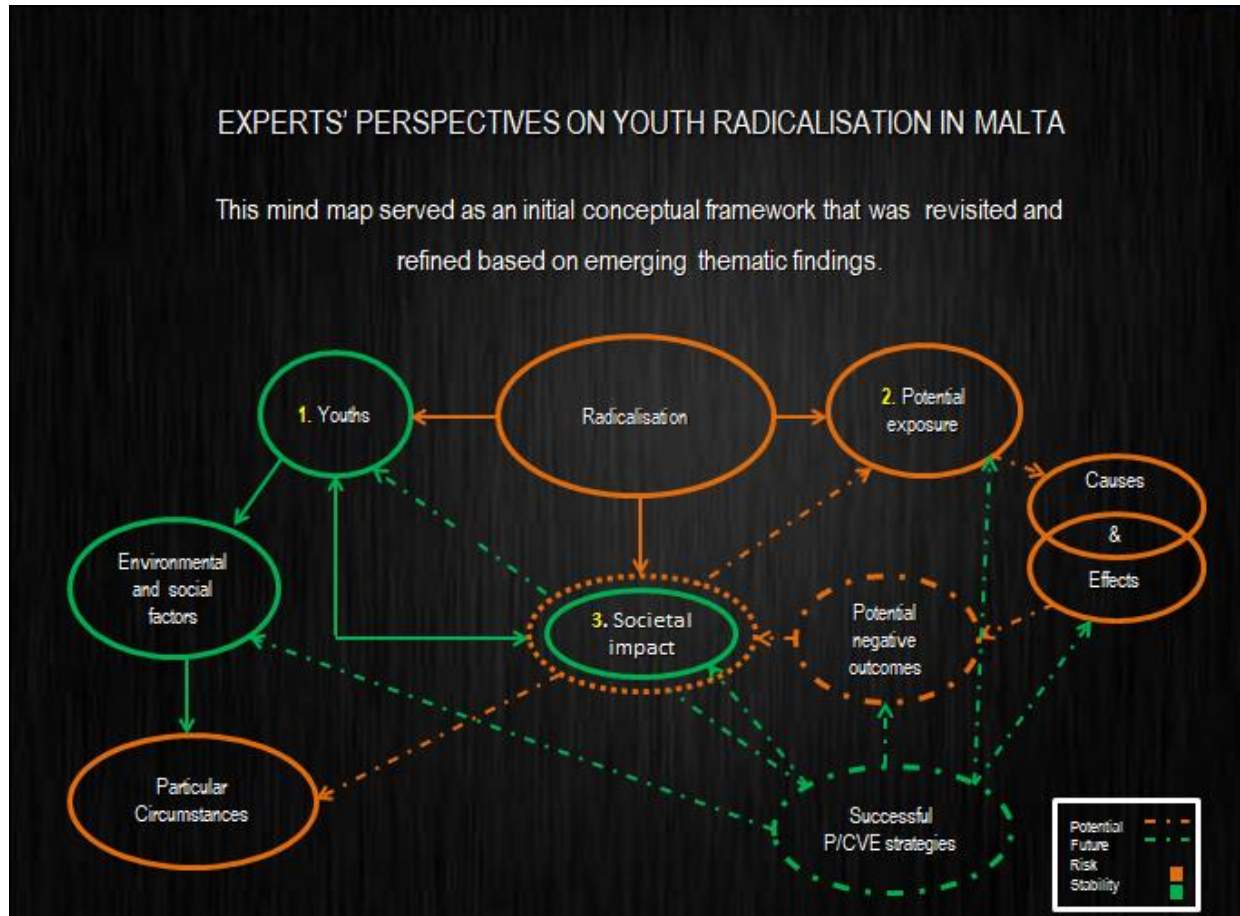 EXPERTS' PERSPECTIVES ON YOUTH RADICALISATION IN MALTA
This mind map served as an initial conceptual framework that was revisited and
refined based on emerging thematic findings.
1. Youths
Radicalisation
2. Potential
exposure
Causes
&
Effects
Environmental
and social
factors
3. Societal
impact
Potential
negative
outcomes
Particular
Circumstances
Successful
P/CVE strategies
Potential
Future
Risk
Stability